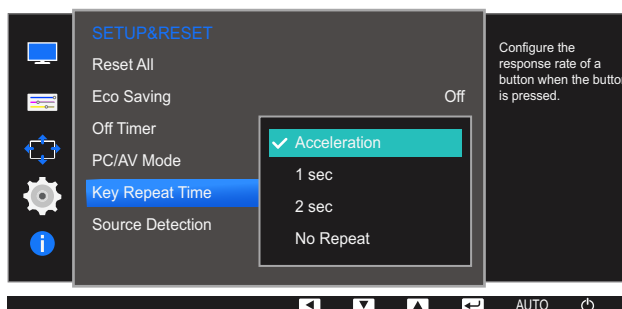 SETUP&RESET
Reset All
Eco Saving Off
Off Timer
PC/AV Mode
Key Repeat Time
Source Detection
Acceleration
1 sec
2 sec
No Repeat
Configure the
response rate of a
button when the button
is pressed.
AUTO